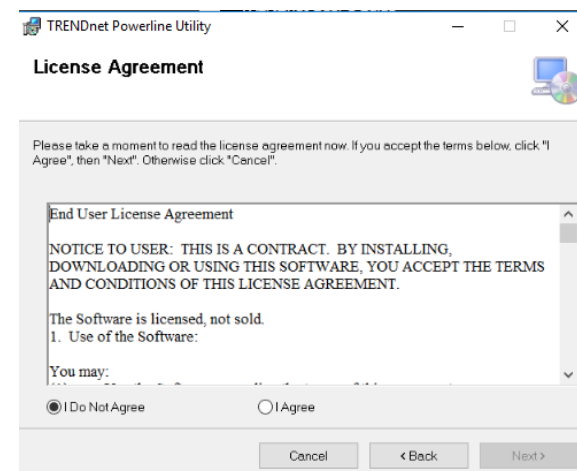 TRENDnet Powerline Utility
License Agreement
Please take a moment to read the license agreement now. If you accept the terms below, click "I
Agree", then "Next". Otherwise click "Cancel".
End User License Agreement
NOTICE TO USER: THIS IS A CONTRACT. BY INSTALLING,
DOWNLOADING OR USING THIS SOFTWARE, YOU ACCEPT THE TERMS
AND CONDITIONS OF THIS LICENSE AGREEMENT.
The Software is licensed, not sold.
1. Use of the Software:
You may:
I Do Not Agree
I Agree
Cancel
< Back
Next >